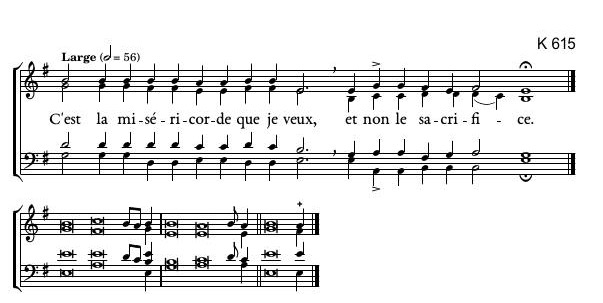 K 615
Large (𝅗𝅥 = 56)
C'est la mi-sé-ri-cor-de que je veux, et non le sa-cri-fi-ce.